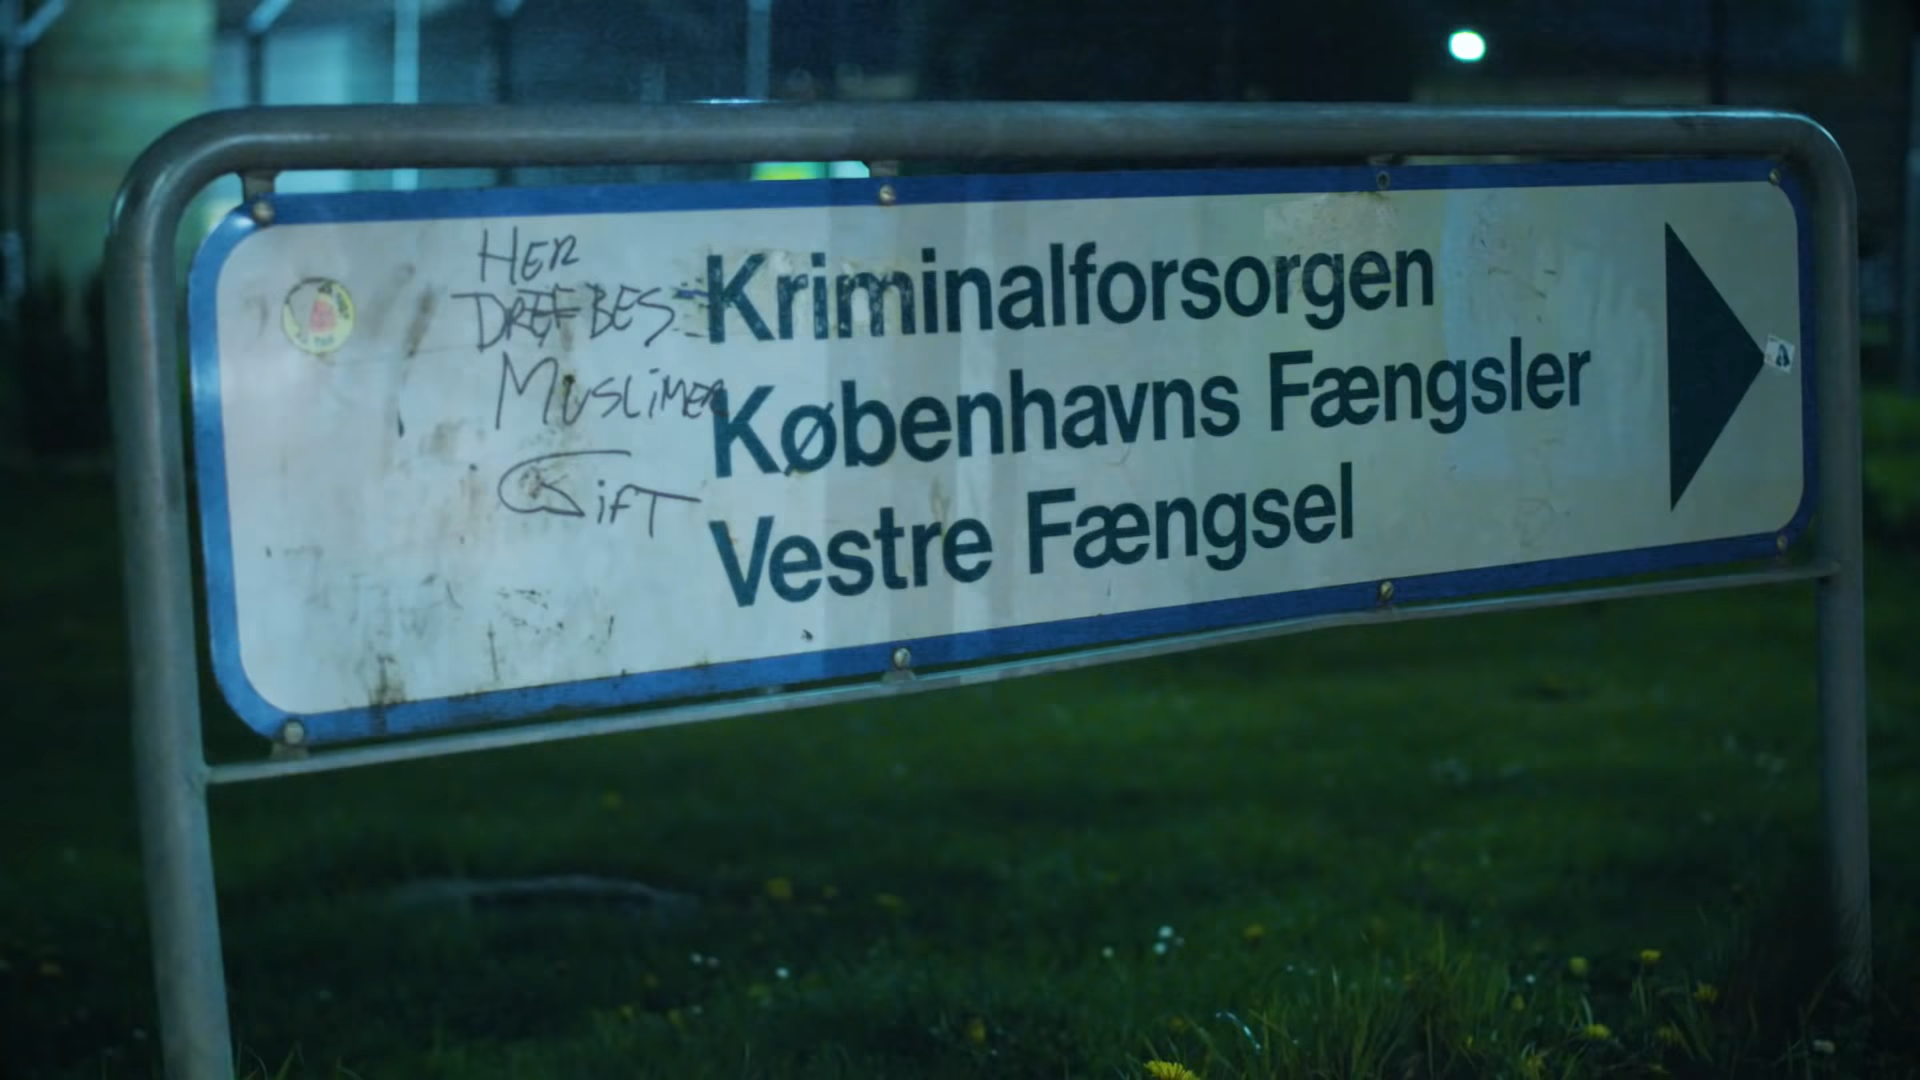 HER
DRÆBES
MUSLIMER
GIFT
Kriminalforsorgen
Københavns Fængsler
Vestre Fængsel